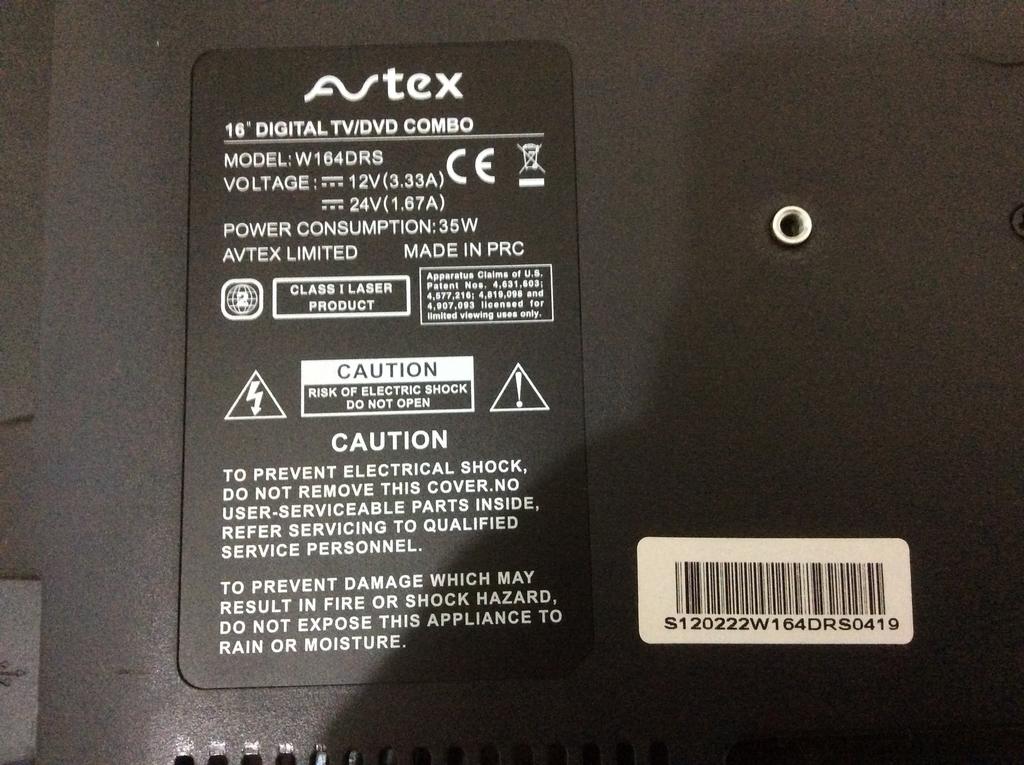 Avtex
16" DIGITAL TV/DVD COMBO
MODEL: W164DRS
VOLTAGE: 12V(3.33A)
24V(1.67A)
CE
POWER CONSUMPTION: 35W
AVTEX LIMITED MADE IN PRC
2
CLASS I LASER
PRODUCT
Apparatus Claims of U.S.
Patent Nos. 4,631,603;
4,577,216; 4,819,098 and
4,907,093 licensed for
limited viewing uses only.
CAUTION
RISK OF ELECTRIC SHOCK
DO NOT OPEN
CAUTION
TO PREVENT ELECTRICAL SHOCK,
DO NOT REMOVE THIS COVER.NO
USER-SERVICEABLE PARTS INSIDE,
REFER SERVICING TO QUALIFIED
SERVICE PERSONNEL.
TO PREVENT DAMAGE WHICH MAY
RESULT IN FIRE OR SHOCK HAZARD,
DO NOT EXPOSE THIS APPLIANCE TO
RAIN OR MOISTURE.
S120222W164DRS0419